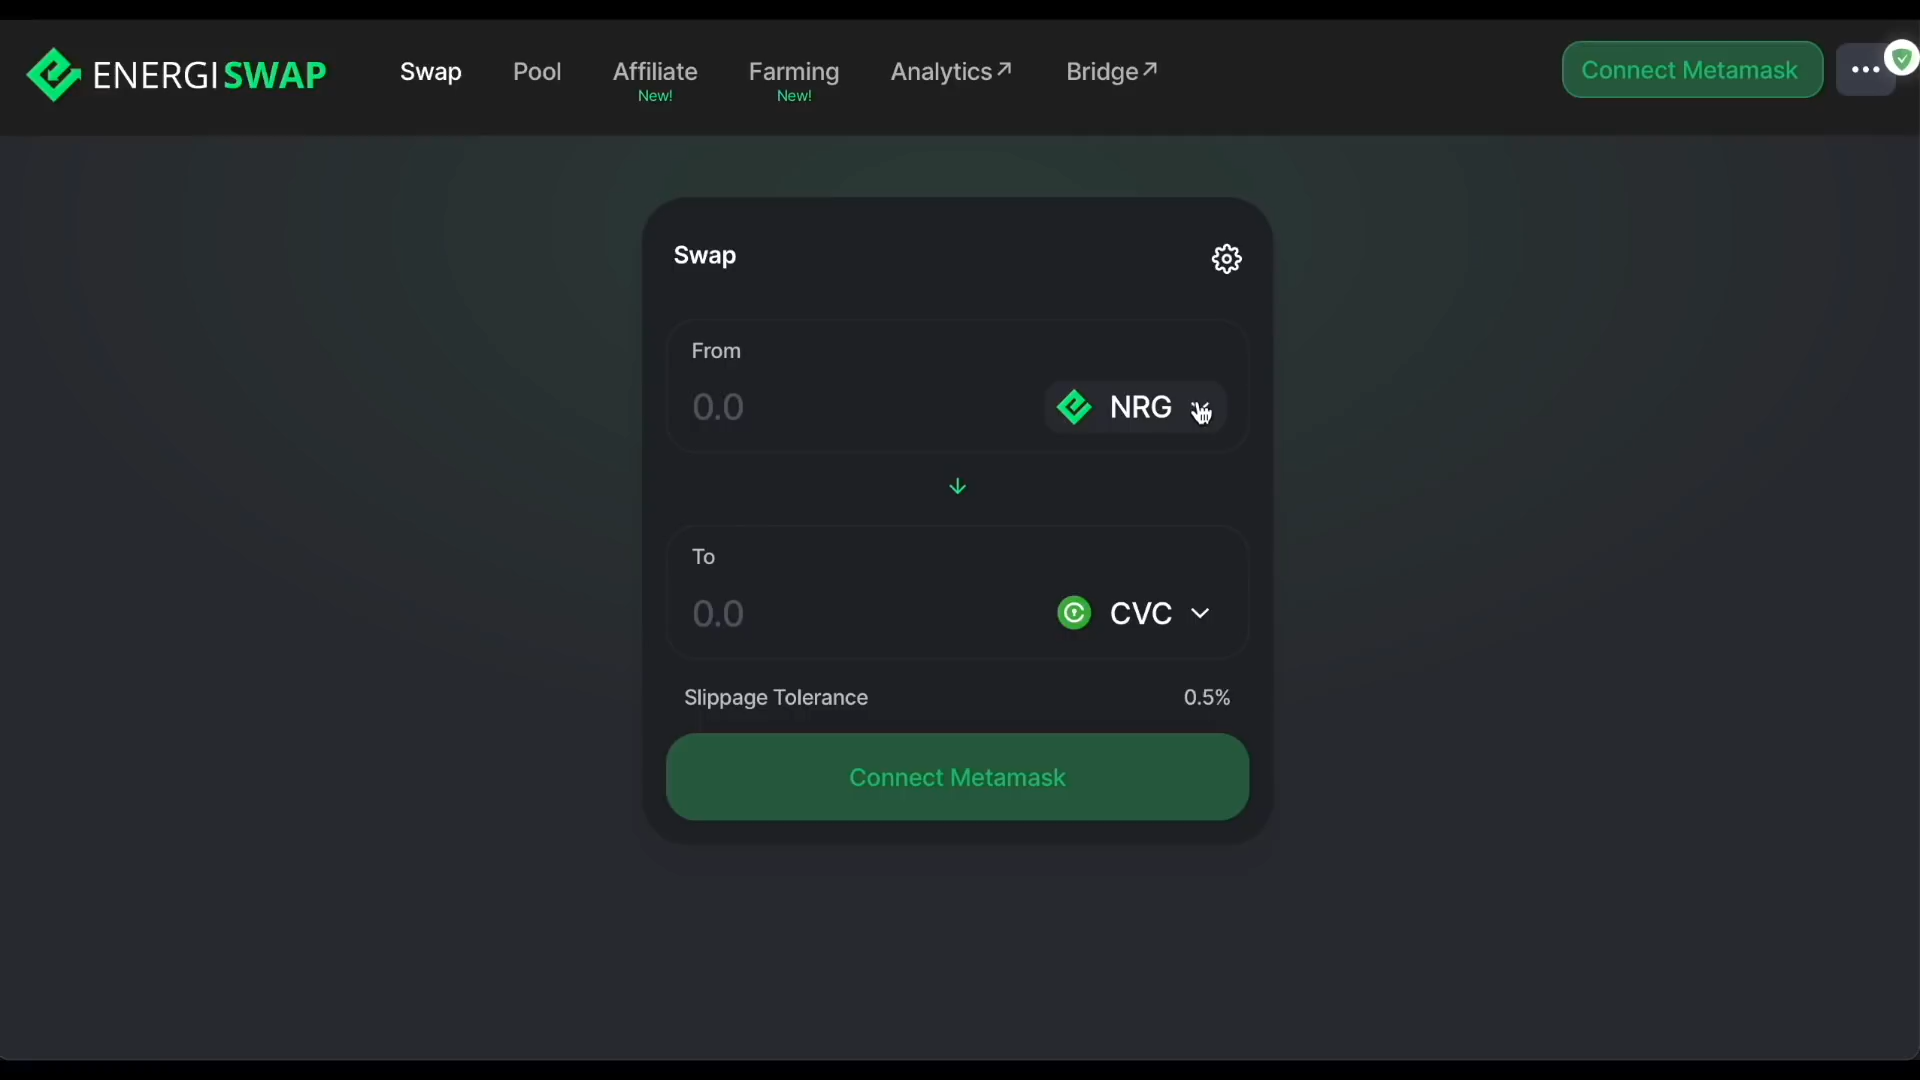 ENERGISWAP
Swap
Pool
Affiliate
New!
Farming
New!
Analytics
Bridge
Connect Metamask
Swap
From
0.0
NRG
To
0.0
CVC
Slippage Tolerance
0.5%
Connect Metamask